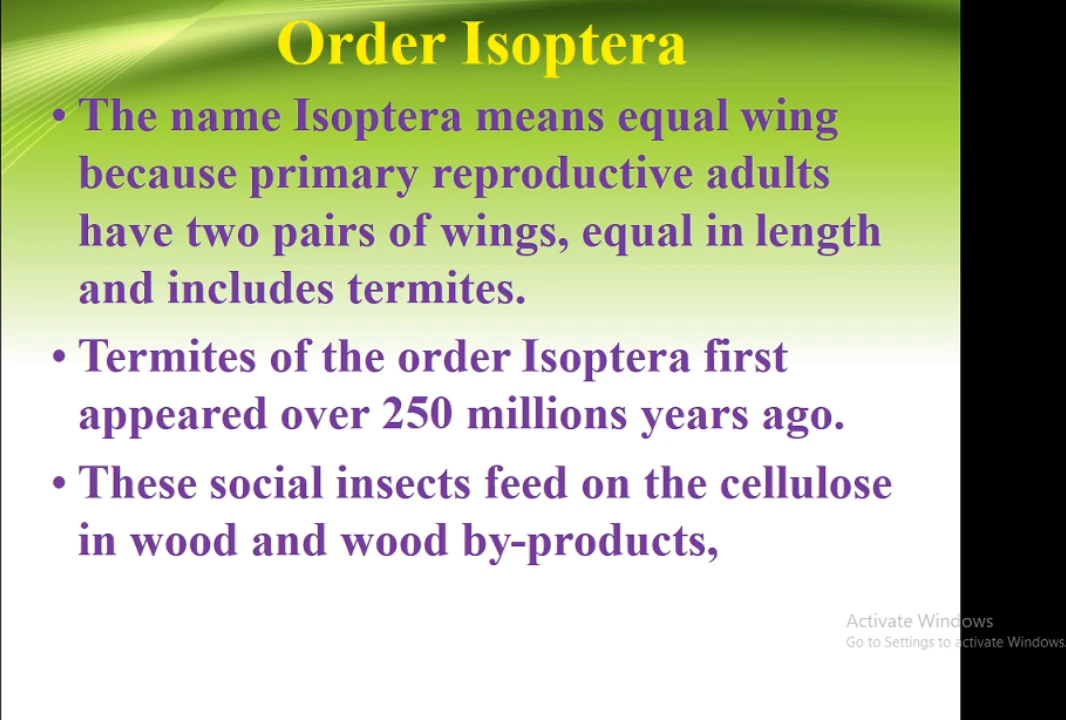 Order Isoptera
• The name Isoptera means equal wing
because primary reproductive adults
have two pairs of wings, equal in length
and includes termites.
• Termites of the order Isoptera first
appeared over 250 millions years ago.
• These social insects feed on the cellulose
in wood and wood by-products,
Activate Windows
Go to Settings to activate Windows.